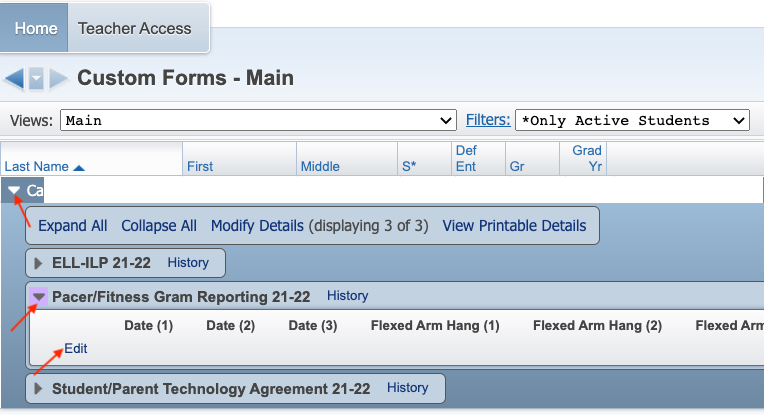 Home Teacher Access
Custom Forms - Main
Views: Main Filters: *Only Active Students
Last Name First Middle S* Def Ent Gr Grad Yr
Ca
Expand All Collapse All Modify Details (displaying 3 of 3) View Printable Details
ELL-ILP 21-22 History
Pacer/Fitness Gram Reporting 21-22 History
Date (1) Date (2) Date (3) Flexed Arm Hang (1) Flexed Arm Hang (2) Flexed Arm
Edit
Student/Parent Technology Agreement 21-22 History